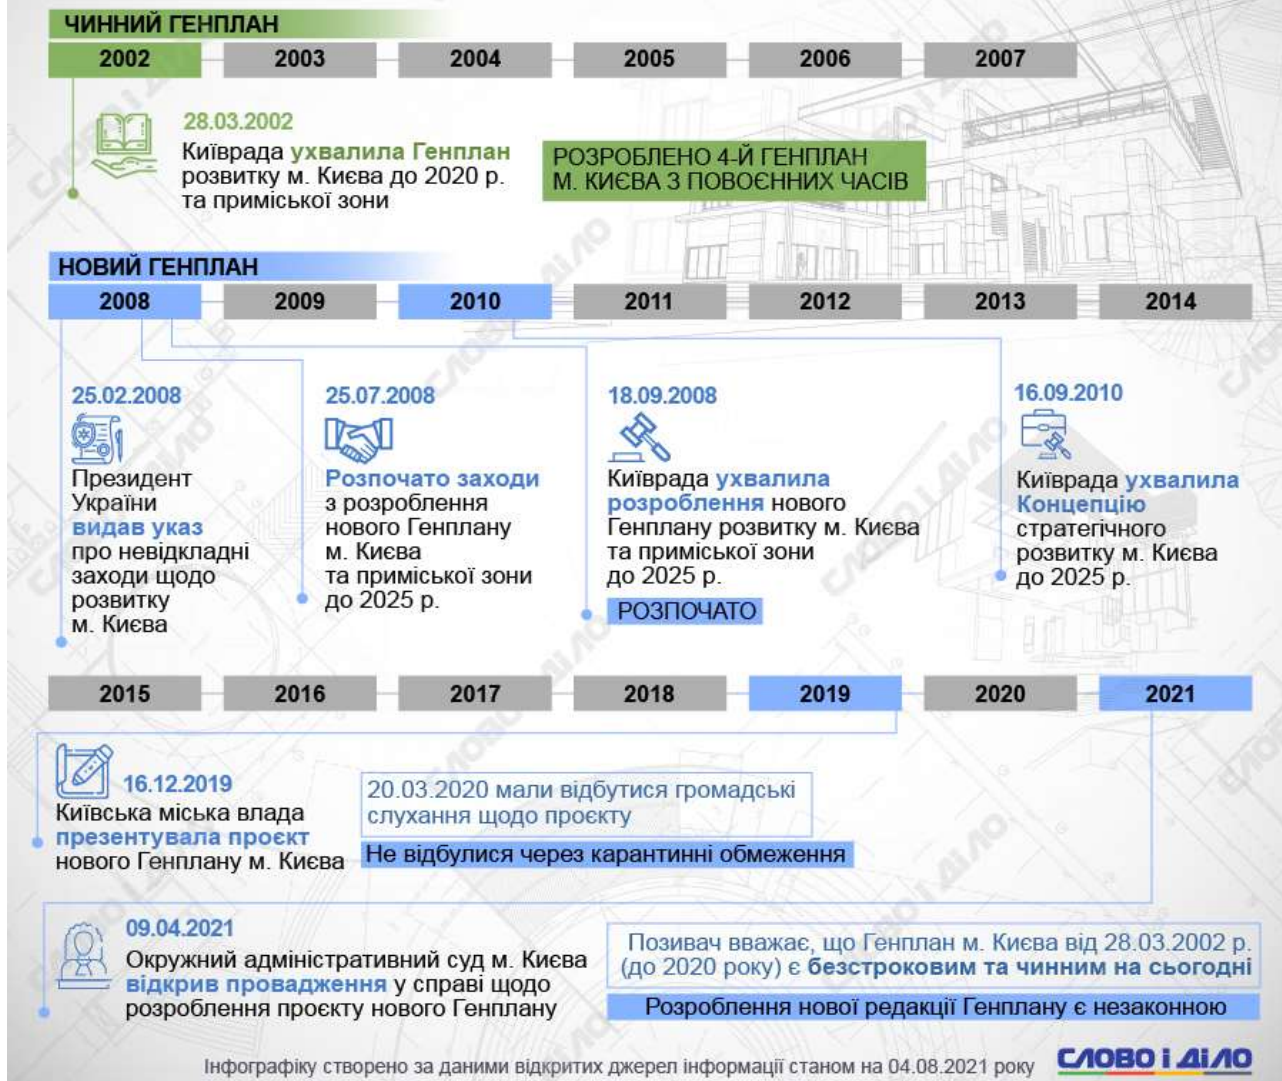 ЧИННИЙ ГЕНПЛАН
2002 2003 2004 2005 2006 2007
28.03.2002
Київрада ухвалила Генплан
розвитку м. Києва до 2020 р.
та приміської зони
РОЗРОБЛЕНО 4-Й ГЕНПЛАН
М. КИЄВА З ПОВОЄННИХ ЧАСІВ
НОВИЙ ГЕНПЛАН
2008 2009 2010 2011 2012 2013 2014
25.02.2008
Президент
України
видав указ
про невідкладні
заходи щодо
розвитку
м. Києва
25.07.2008
Розпочато заходи
з розроблення
нового Генплану
м. Києва
та приміської зони
до 2025 р.
18.09.2008
Київрада ухвалила
розроблення нового
Генплану розвитку м. Києва
та приміської зони
до 2025 р.
РОЗПОЧАТО
16.09.2010
Київрада ухвалила
Концепцію
стратегічного
розвитку м. Києва
до 2025 р.
2015 2016 2017 2018 2019 2020 2021
16.12.2019
Київська міська влада
презентувала проєкт
нового Генплану м. Києва
20.03.2020 мали відбутися громадські
слухання щодо проєкту
Не відбулися через карантинні обмеження
09.04.2021
Окружний адміністративний суд м. Києва
відкрив провадження у справі щодо
розроблення проєкту нового Генплану
Позивач вважає, що Генплан м. Києва від 28.03.2002 р.
(до 2020 року) є безстроковим та чинним на сьогодні
Розроблення нової редакції Генплану є незаконною
Інфографіку створено за даними відкритих джерел інформації станом на 04.08.2021 року
СЛОВО і ДіЛО